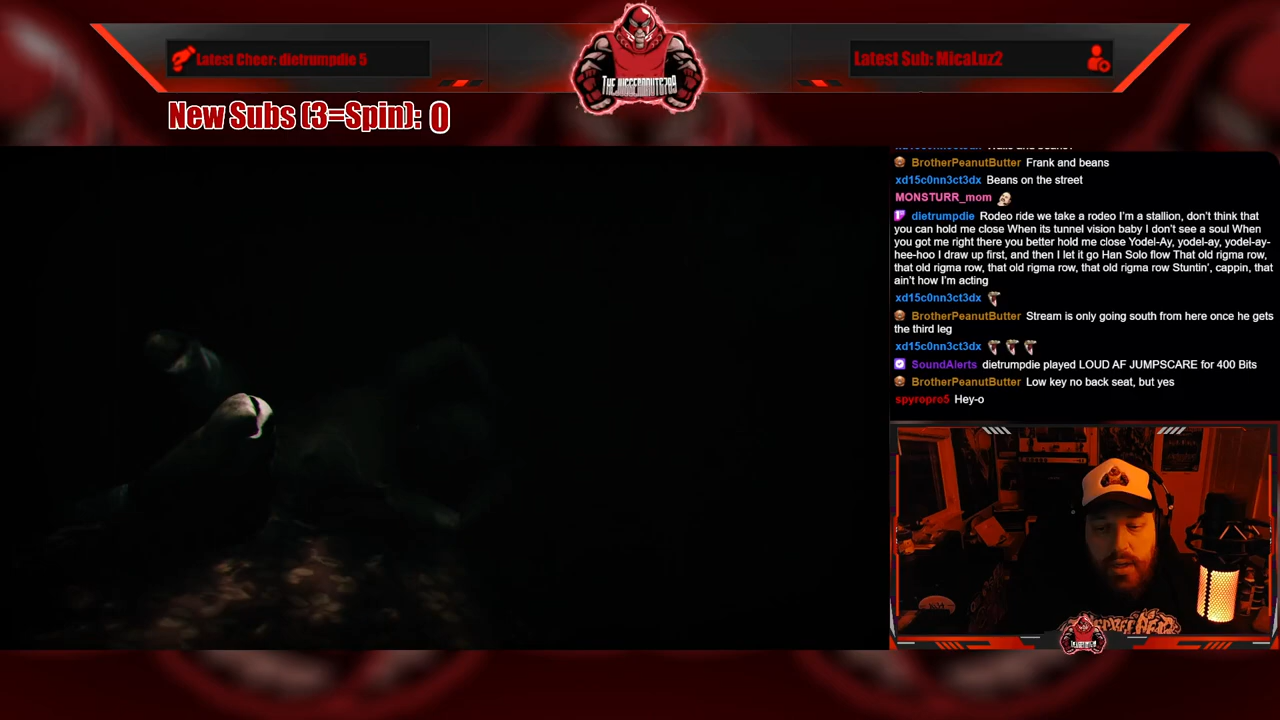 Latest Cheer: dietrumpdie 5
THEJUGGERNAUT6789
Latest Sub: MicaLuz2
New Subs (3=Spin): 0
BrotherPeanutButter Frank and beans
xd15c0nn3ct3dx Beans on the street
MONSTURR_mom
dietrumpdie Rodeo ride we take a rodeo I'm a stallion, don't think that
you can hold me close When its tunnel vision baby I don't see a soul When
you got me right there you better hold me close Yodel-Ay, yodel-ay, yodel-ay-
hee-hoo I draw up first, and then I let it go Han Solo flow That old rigma row,
that old rigma row, that old rigma row, that old rigma row Stuntin', cappin, that
ain't how I'm acting
xd15c0nn3ct3dx
BrotherPeanutButter Stream is only going south from here once he gets
the third leg
xd15c0nn3ct3dx
SoundAlerts dietrumpdie played LOUD AF JUMPSCARE for 400 Bits
BrotherPeanutButter Low key no back seat, but yes
spyropro5 Hey-o